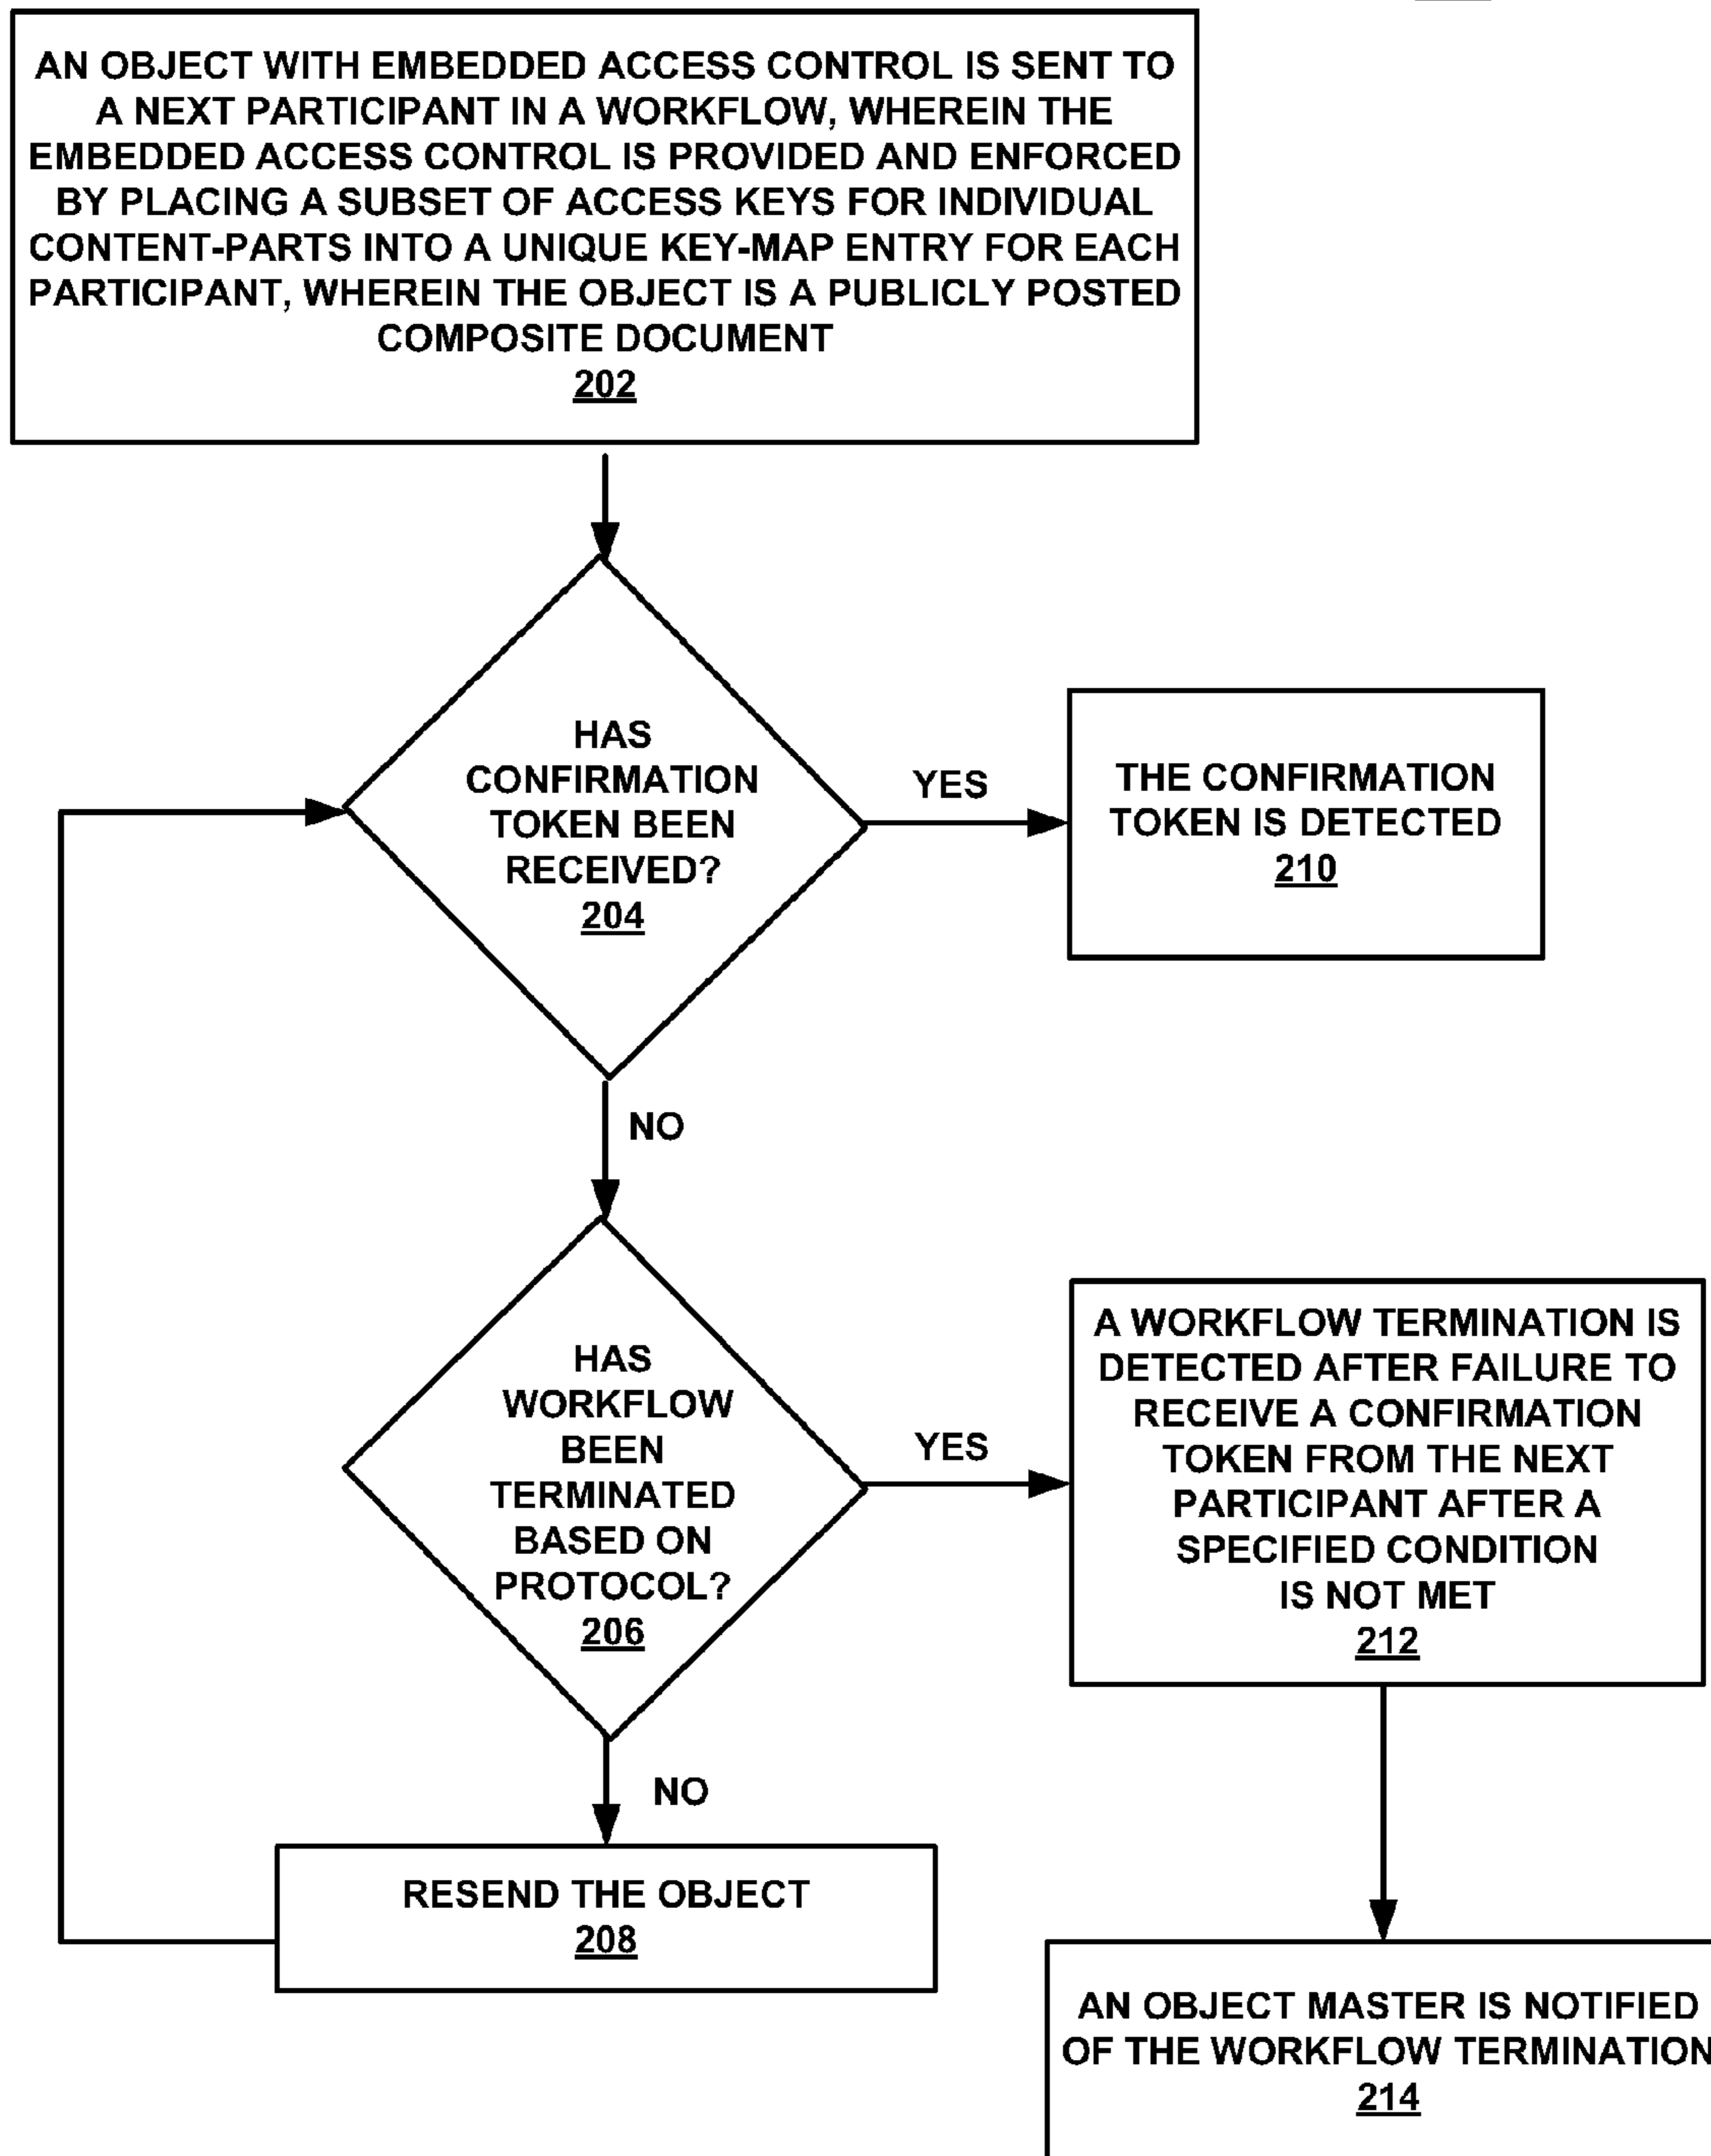 AN OBJECT WITH EMBEDDED ACCESS CONTROL IS SENT TO
A NEXT PARTICIPANT IN A WORKFLOW, WHEREIN THE
EMBEDDED ACCESS CONTROL IS PROVIDED AND ENFORCED
BY PLACING A SUBSET OF ACCESS KEYS FOR INDIVIDUAL
CONTENT-PARTS INTO A UNIQUE KEY-MAP ENTRY FOR EACH
PARTICIPANT, WHEREIN THE OBJECT IS A PUBLICLY POSTED
COMPOSITE DOCUMENT
202
HAS
CONFIRMATION
TOKEN BEEN
RECEIVED?
204
YES
THE CONFIRMATION
TOKEN IS DETECTED
210
NO
HAS
WORKFLOW
BEEN
TERMINATED
BASED ON
PROTOCOL?
206
YES
A WORKFLOW TERMINATION IS
DETECTED AFTER FAILURE TO
RECEIVE A CONFIRMATION
TOKEN FROM THE NEXT
PARTICIPANT AFTER A
SPECIFIED CONDITION
IS NOT MET
212
NO
RESEND THE OBJECT
208
AN OBJECT MASTER IS NOTIFIED
OF THE WORKFLOW TERMINATION
214